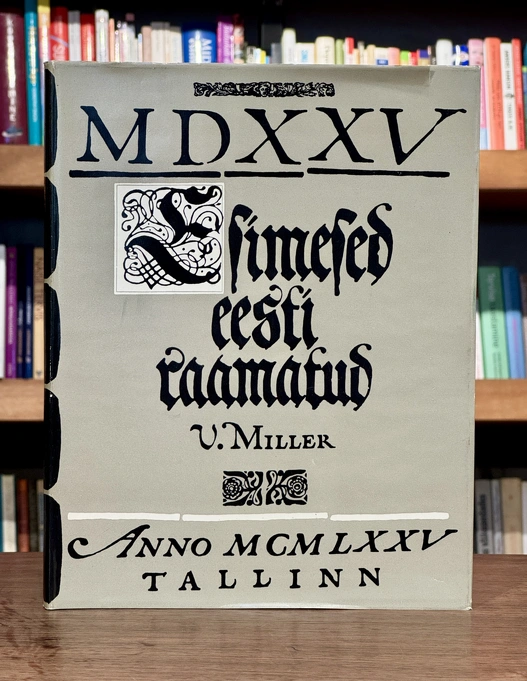 MDXXV
Eſimeſed
eesti
raamatud
V. MILLER
ANNO MCMLXXV
TALLINN